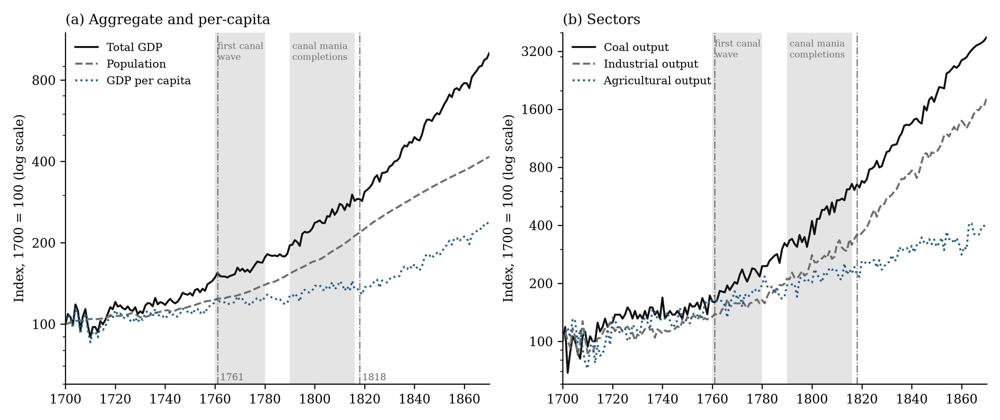 (a) Aggregate and per-capita
Total GDP
Population
GDP per capita
first canal
wave
canal mania
completions
Index, 1700 = 100 (log scale)
800
400
200
100
1761
1818
1700 1720 1740 1760 1780 1800 1820 1840 1860
(b) Sectors
Coal output
Industrial output
Agricultural output
first canal
wave
canal mania
completions
Index, 1700 = 100 (log scale)
3200
1600
800
400
200
100
1700 1720 1740 1760 1780 1800 1820 1840 1860